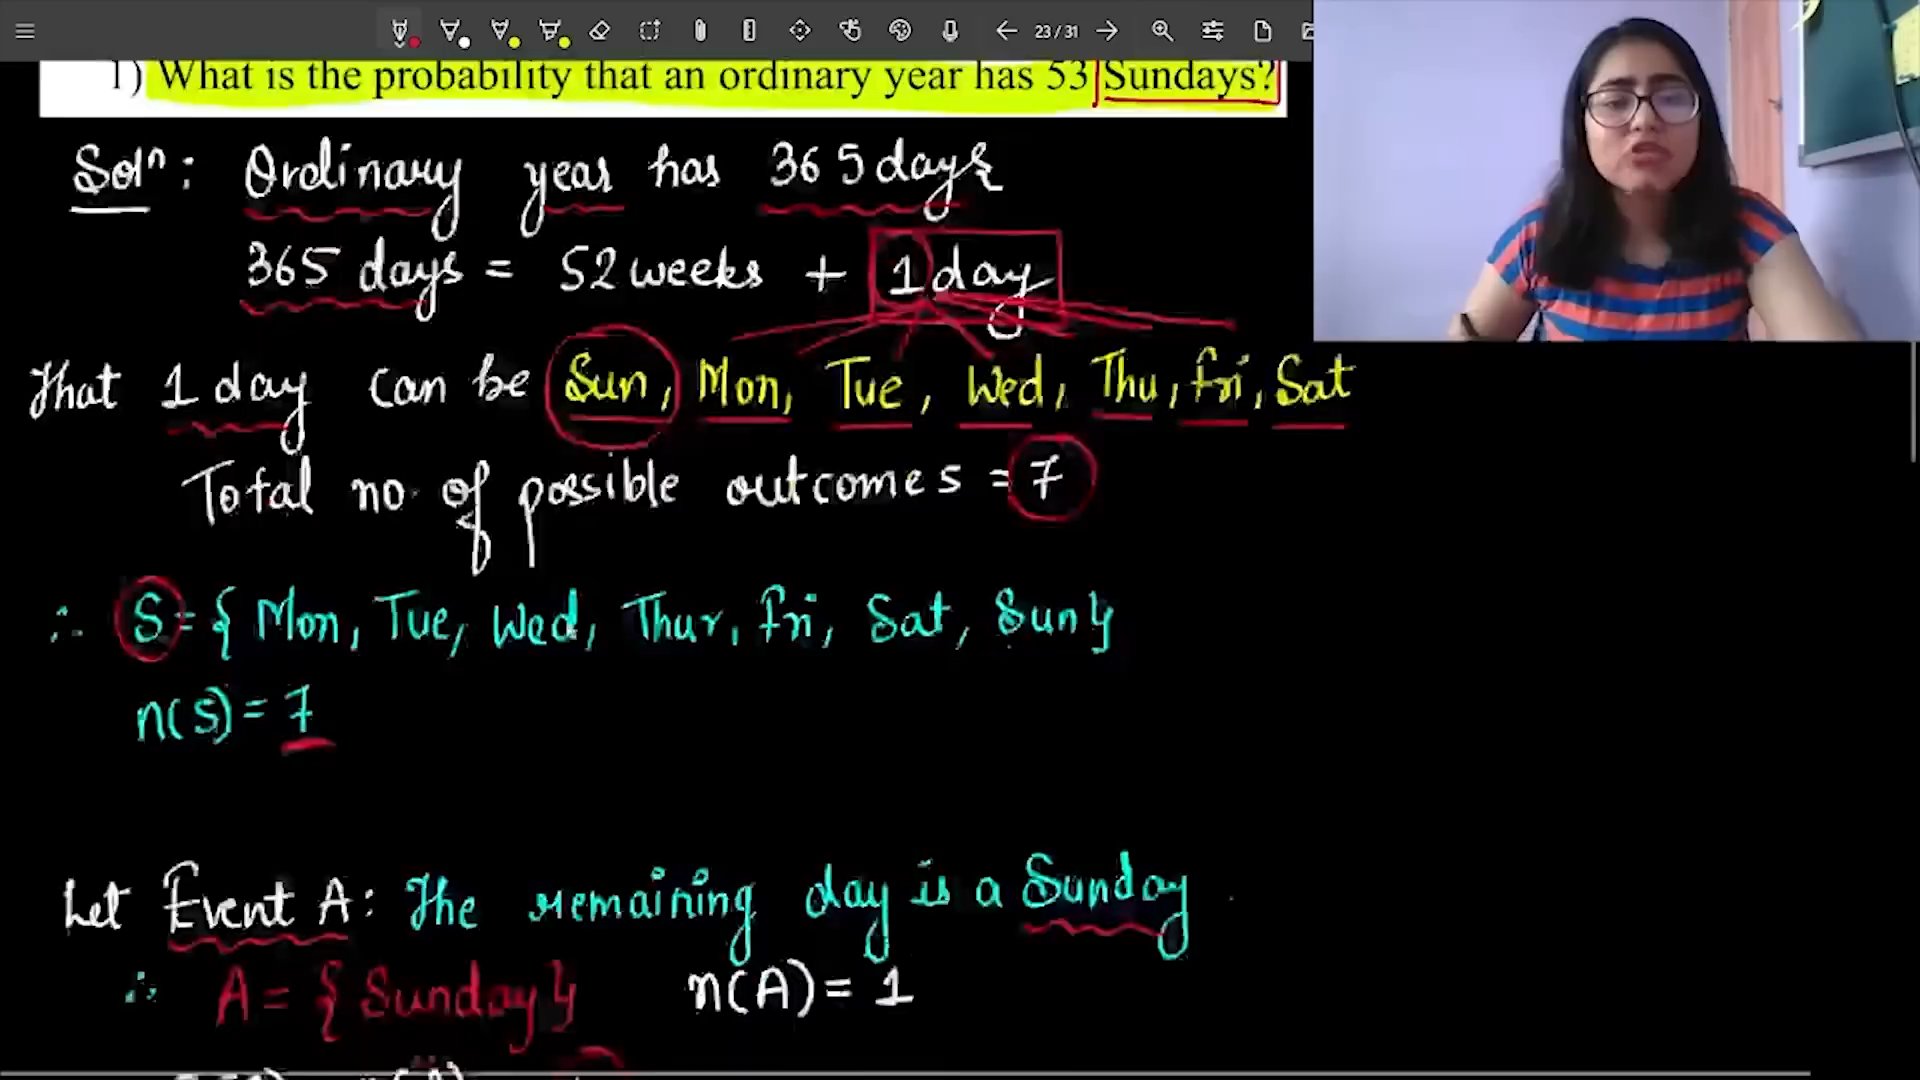 23 / 31
1) What is the probability that an ordinary year has 53 Sundays?
Solⁿ: Ordinary year has 365 days
365 days = 52 weeks + 1 day
That 1 day can be Sun, Mon, Tue, Wed, Thu, Fri, Sat
Total no of possible outcomes = 7
∴ S = { Mon, Tue, Wed, Thur, Fri, Sat, Sun }
n(S) = 7
Let Event A: The remaining day is a Sunday
∴ A = { Sunday } n(A) = 1